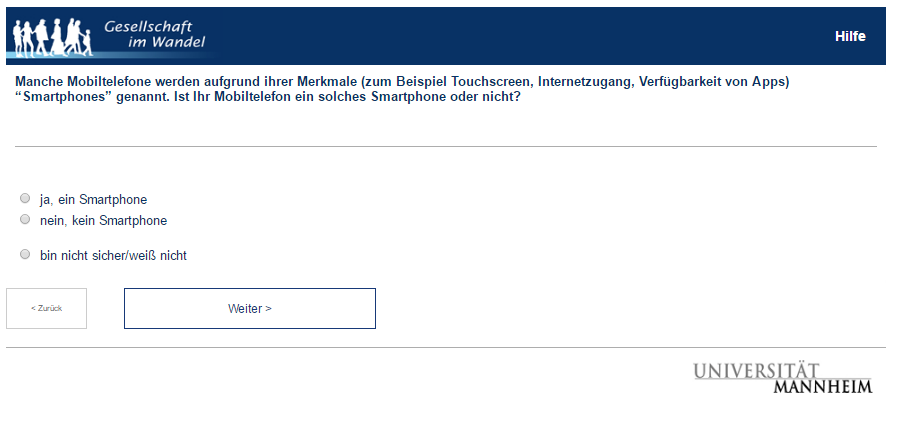 Gesellschaft
im Wandel
Hilfe
Manche Mobiltelefone werden aufgrund ihrer Merkmale (zum Beispiel Touchscreen, Internetzugang, Verfügbarkeit von Apps)
“Smartphones” genannt. Ist Ihr Mobiltelefon ein solches Smartphone oder nicht?
ja, ein Smartphone
nein, kein Smartphone
bin nicht sicher/weiß nicht
< Zurück
Weiter >
UNIVERSITÄT
MANNHEIM